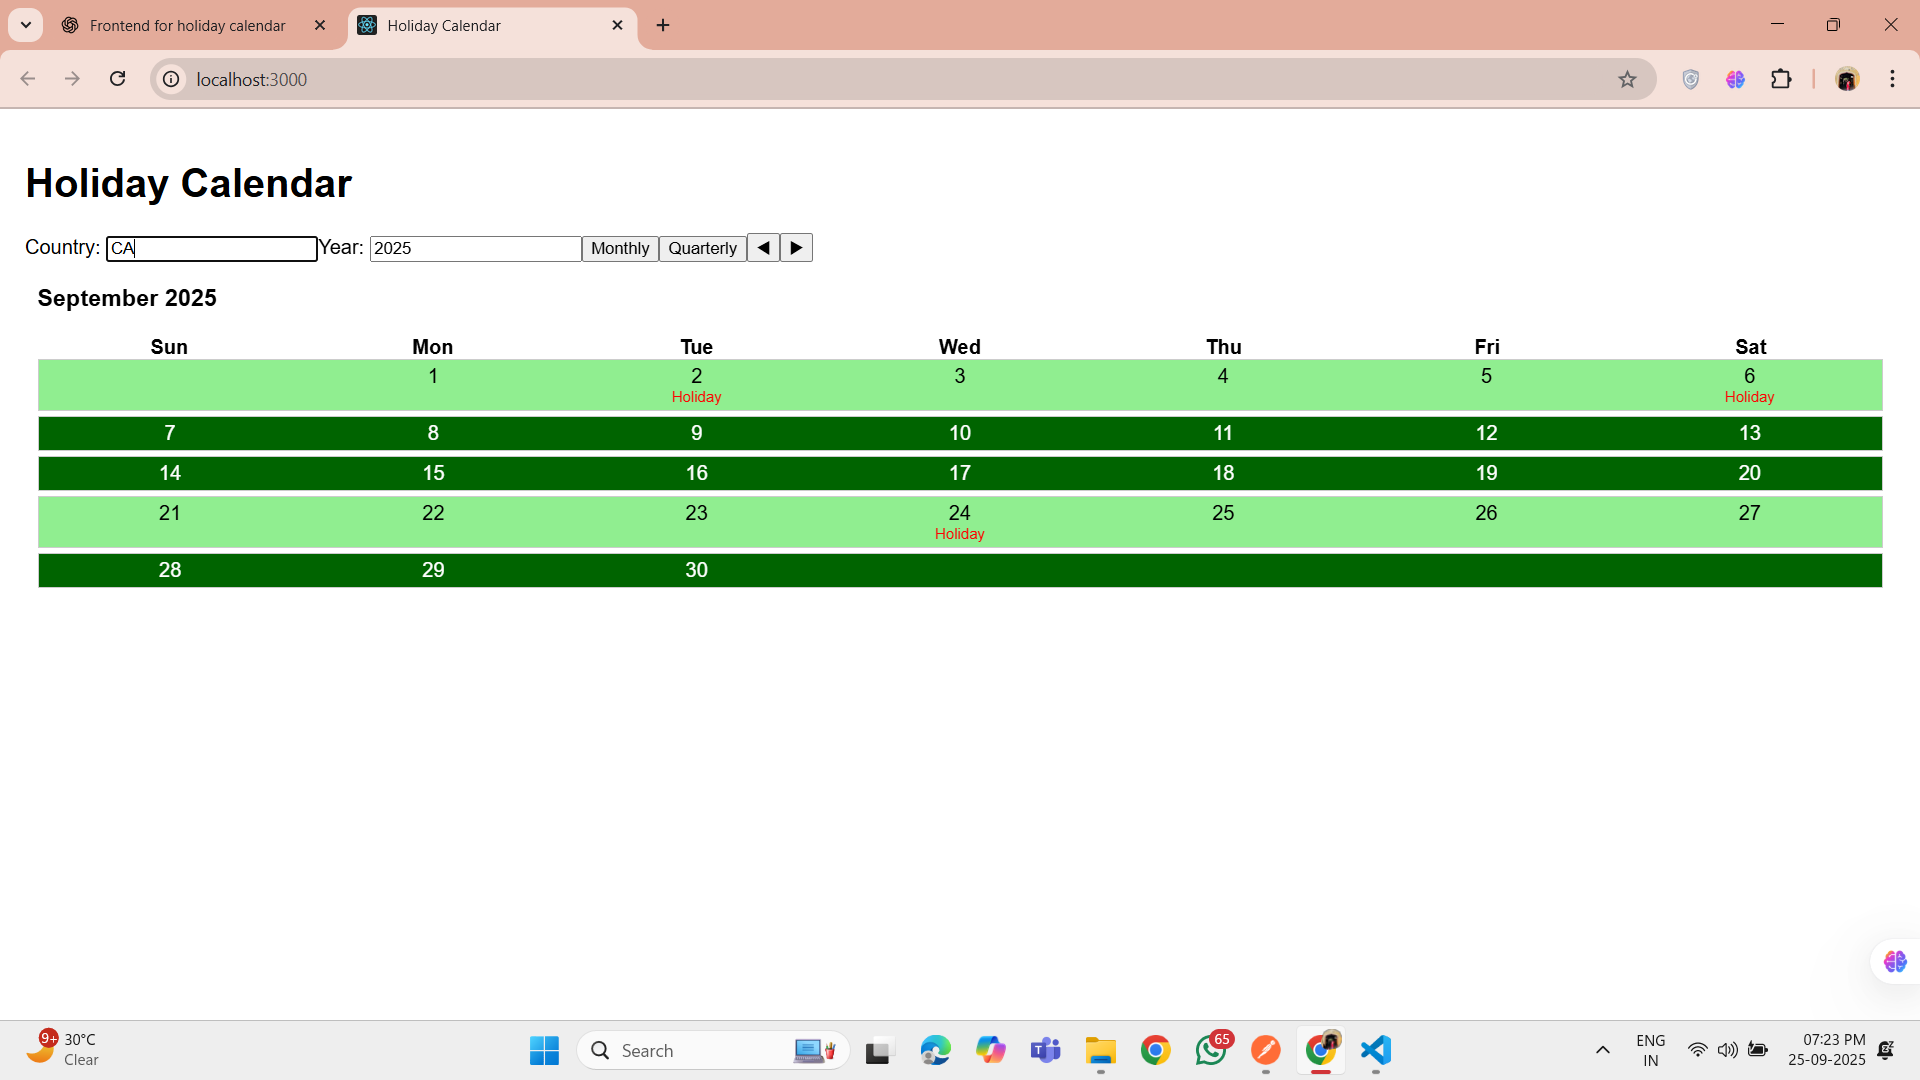 Frontend for holiday calendar
Holiday Calendar
localhost:3000
Holiday Calendar
Country: CA Year: 2025 Monthly Quarterly ◀ ▶
September 2025
Sun Mon Tue Wed Thu Fri Sat
1 2 3 4 5 6
Holiday Holiday
7 8 9 10 11 12 13
14 15 16 17 18 19 20
21 22 23 24 25 26 27
Holiday
28 29 30
9+ 30°C
Clear
Search
65
ENG
IN
07:23 PM
25-09-2025